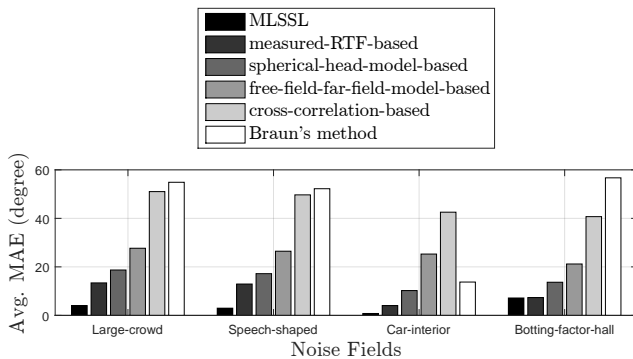 MLSSL
measured-RTF-based
spherical-head-model-based
free-field-far-field-model-based
cross-correlation-based
Braun's method
Avg. MAE (degree)
60
40
20
0
Large-crowd
Speech-shaped
Car-interior
Botting-factor-hall
Noise Fields